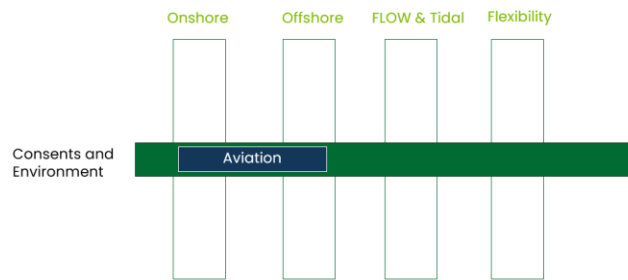 Onshore Offshore FLOW & Tidal Flexibility
Consents and
Environment
Aviation